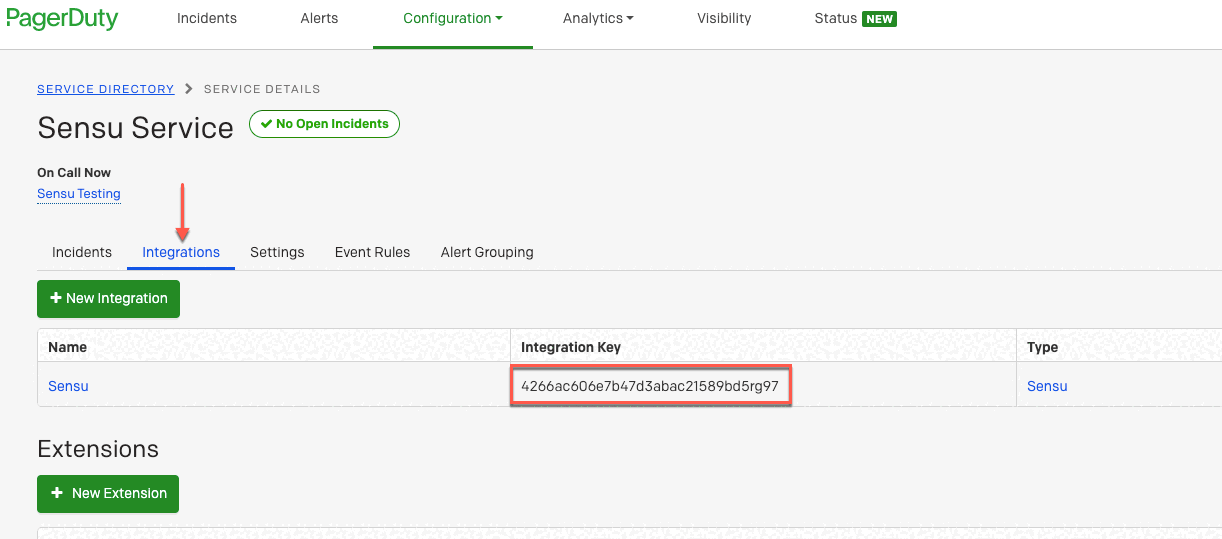 PagerDuty Incidents Alerts Configuration Analytics Visibility Status NEW
SERVICE DIRECTORY SERVICE DETAILS
Sensu Service No Open Incidents
On Call Now
Sensu Testing
Incidents Integrations Settings Event Rules Alert Grouping
+ New Integration
Name Integration Key Type
Sensu 4266ac606e7b47d3abac21589bd5rg97 Sensu
Extensions
+ New Extension